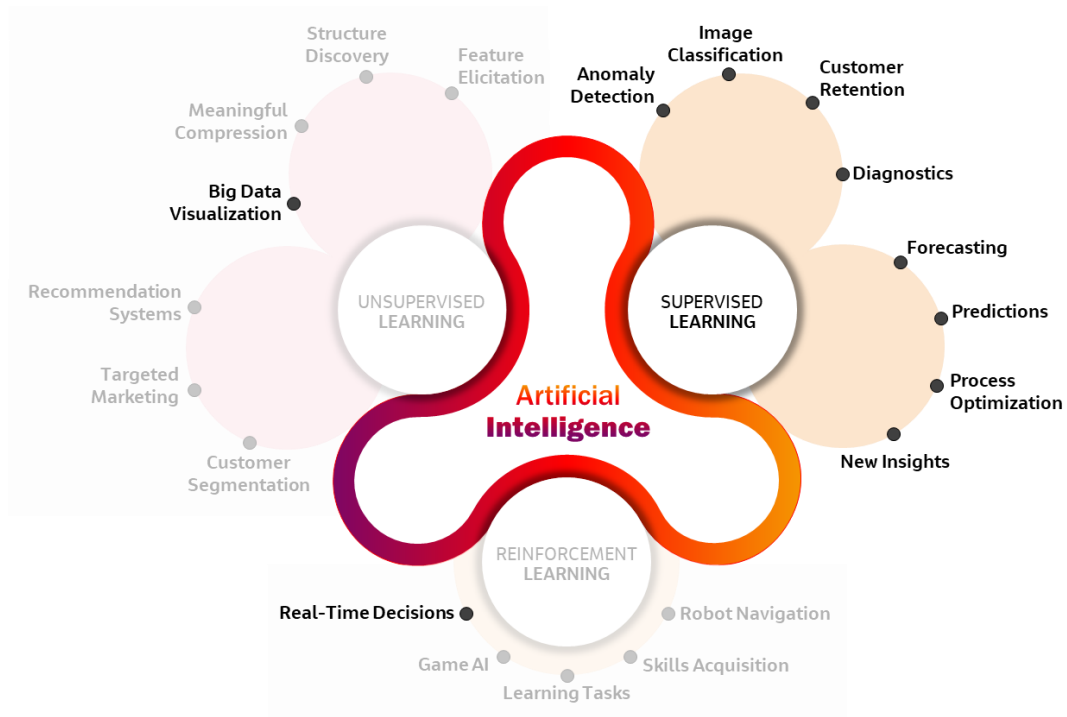 Structure
Discovery
Feature
Elicitation
Meaningful
Compression
Big Data
Visualization
Recommendation
Systems
Targeted
Marketing
Customer
Segmentation
UNSUPERVISED
LEARNING
Image
Classification
Anomaly
Detection
Customer
Retention
Diagnostics
Forecasting
Predictions
Process
Optimization
New Insights
SUPERVISED
LEARNING
Artificial
Intelligence
REINFORCEMENT
LEARNING
Real-Time Decisions
Game AI
Learning Tasks
Skills Acquisition
Robot Navigation